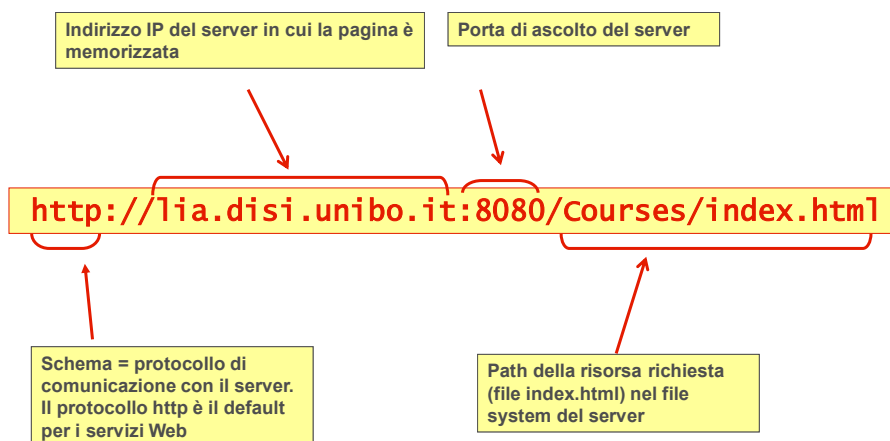 Indirizzo IP del server in cui la pagina è
memorizzata
Porta di ascolto del server
http://lia.disi.unibo.it:8080/Courses/index.html
Schema = protocollo di
comunicazione con il server.
Il protocollo http è il default
per i servizi Web
Path della risorsa richiesta
(file index.html) nel file
system del server